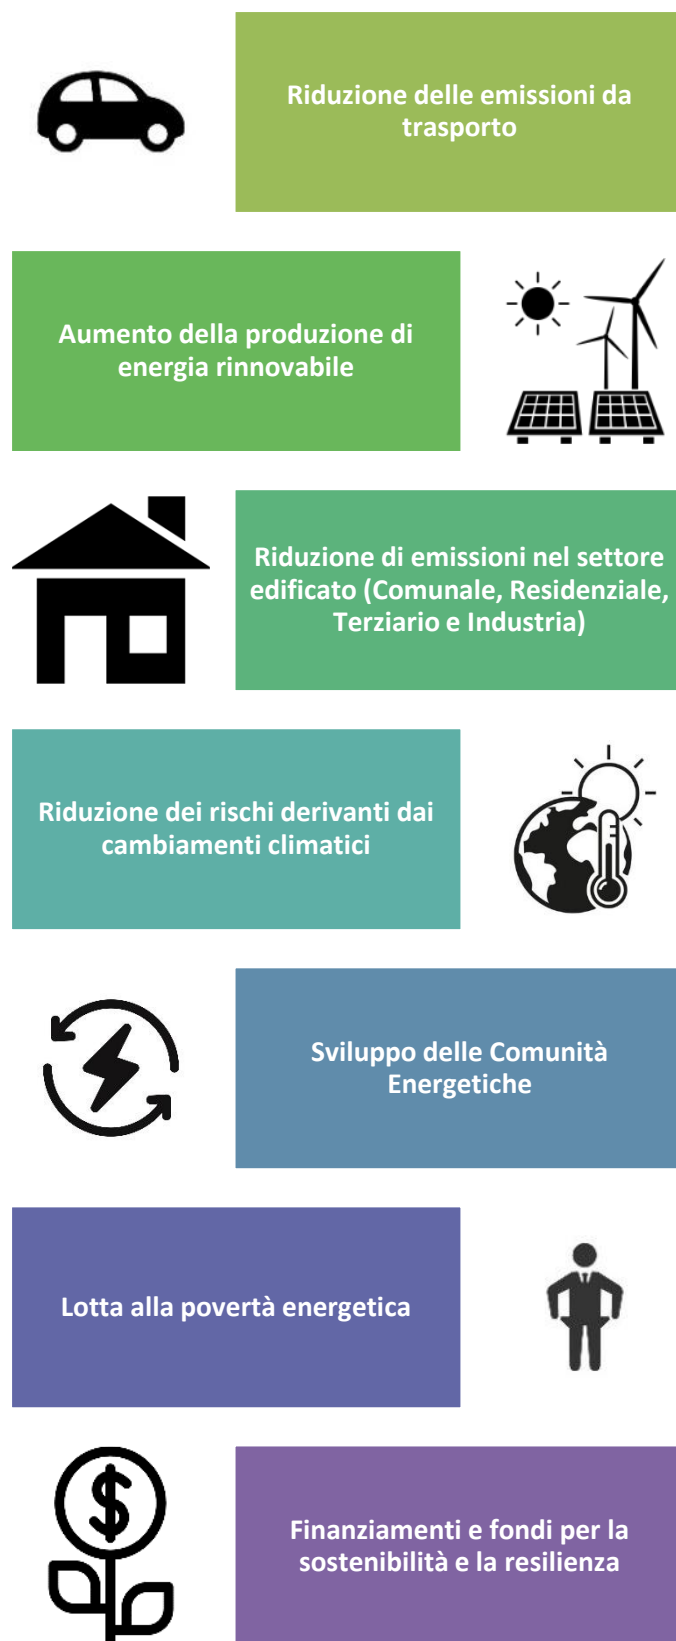 Riduzione delle emissioni da
trasporto
Aumento della produzione di
energia rinnovabile
Riduzione di emissioni nel settore
edificato (Comunale, Residenziale,
Terziario e Industria)
Riduzione dei rischi derivanti dai
cambiamenti climatici
Sviluppo delle Comunità
Energetiche
Lotta alla povertà energetica
$
Finanziamenti e fondi per la
sostenibilità e la resilienza